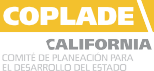 COPLADE
CALIFORNIA
COMITÉ DE PLANEACIÓN PARA
EL DESARROLLO DEL ESTADO